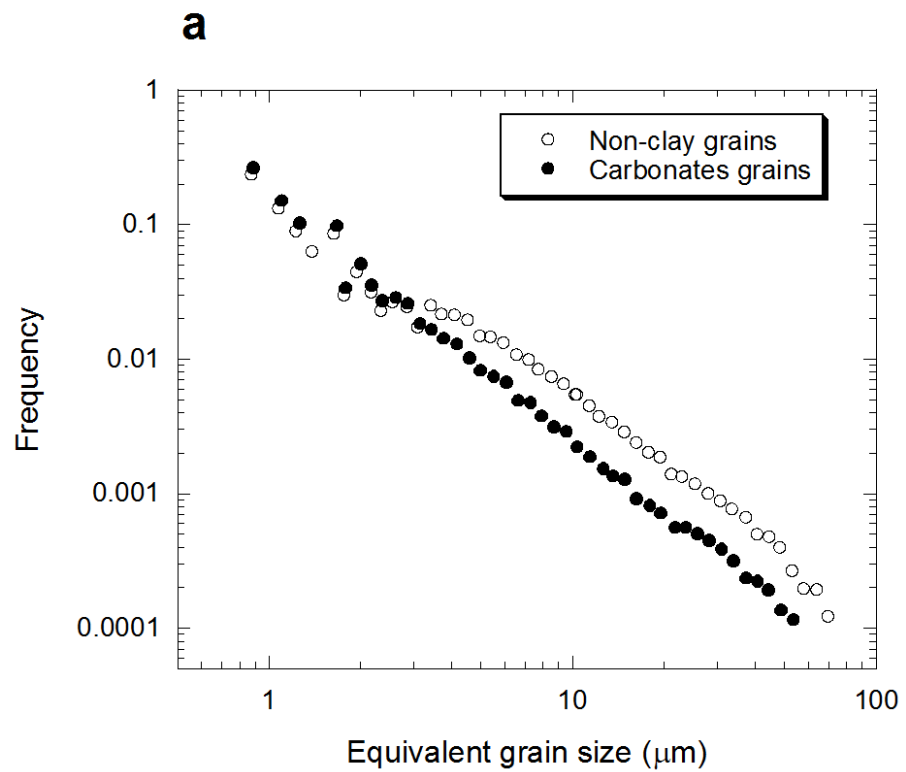 a
1
0.1
0.01
0.001
0.0001
Frequency
Non-clay grains
Carbonates grains
1
10
100
Equivalent grain size (μm)